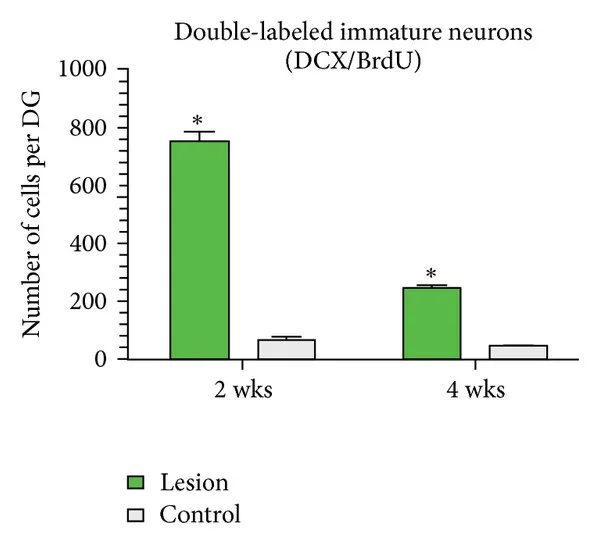 Double-labeled immature neurons
(DCX/BrdU)
Number of cells per DG
1000
800
600
400
200
0
*
*
2 wks
4 wks
Lesion
Control